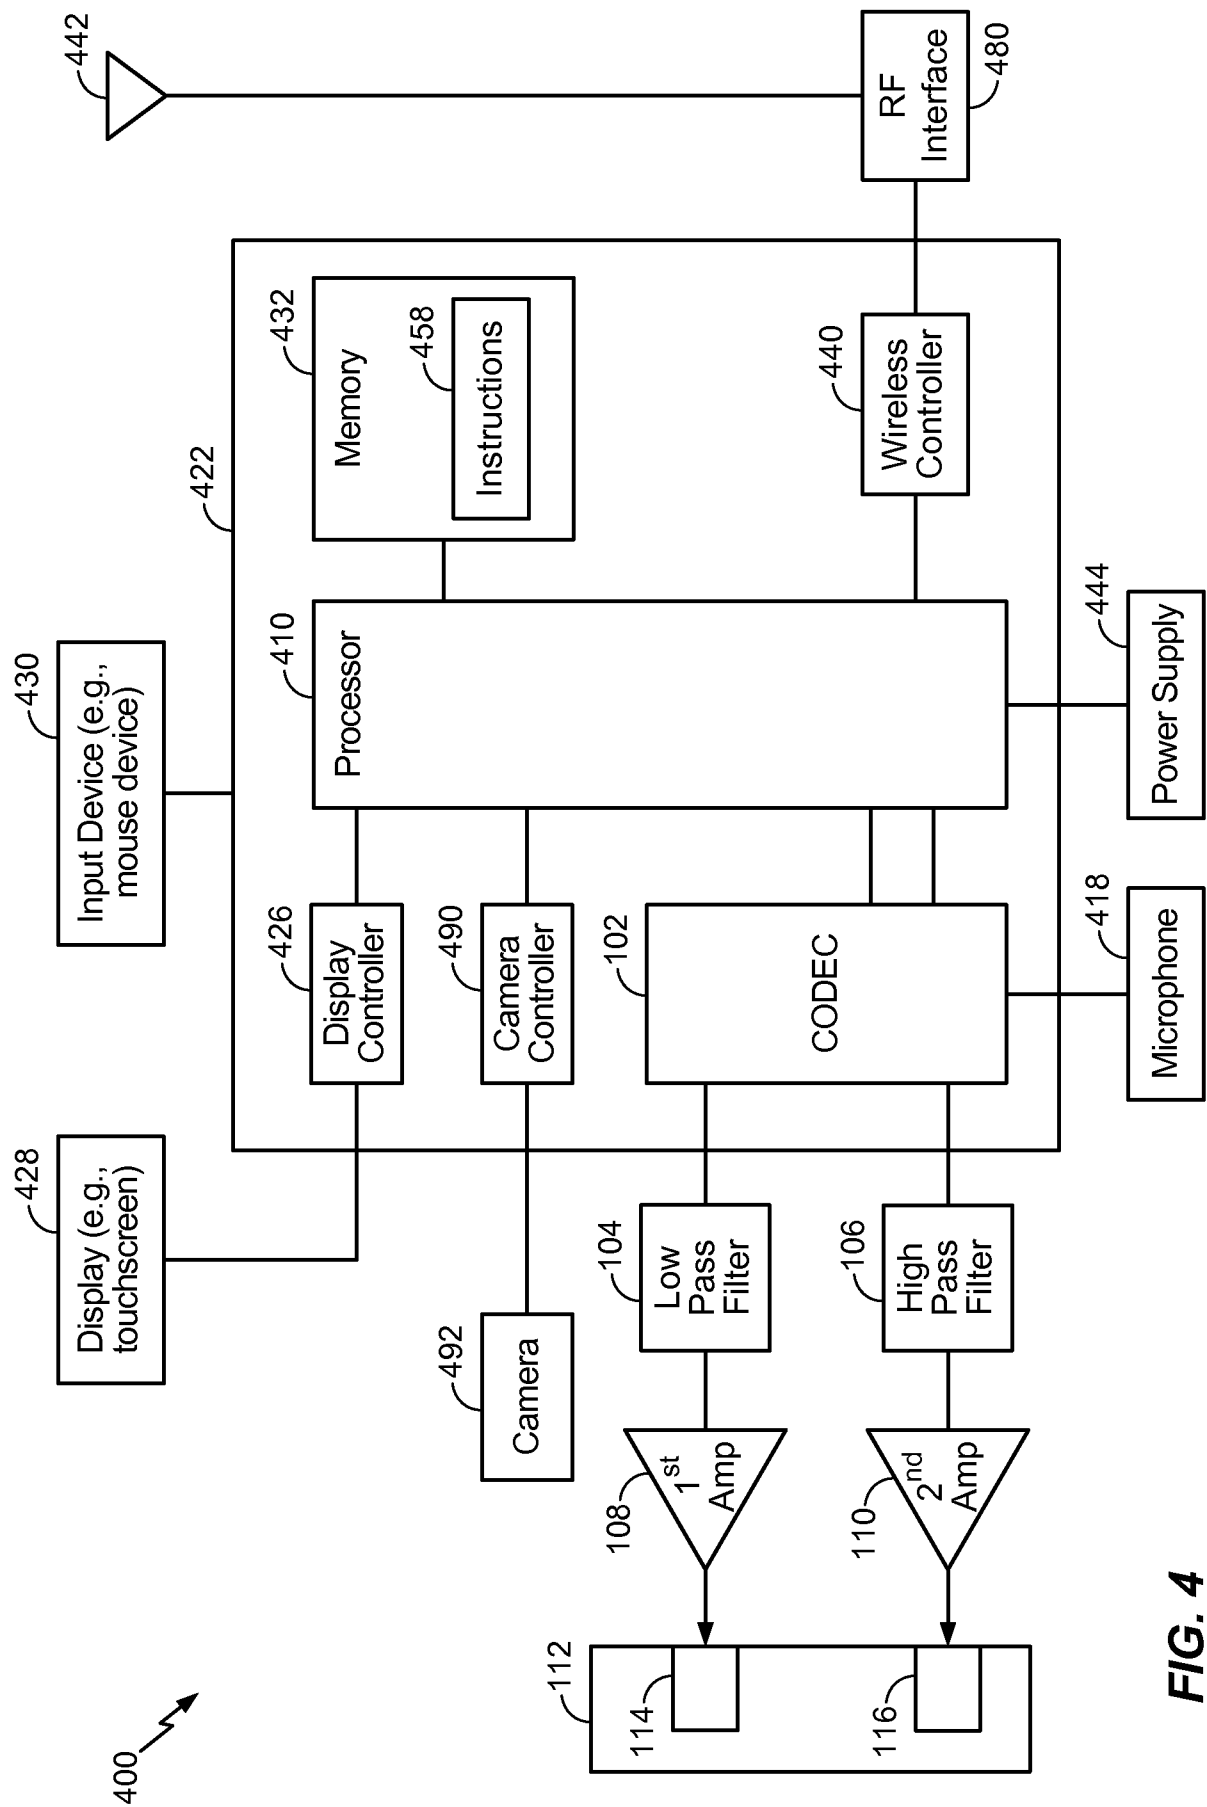 400
428
Display (e.g.,
touchscreen)
430
Input Device (e.g.,
mouse device)
442
422
426
Display
Controller
410
Processor
432
Memory
458
Instructions
492
Camera
490
Camera
Controller
112
114
108
1st
Amp
104
Low
Pass
Filter
102
CODEC
440
Wireless
Controller
RF
Interface
480
116
110
2nd
Amp
106
High
Pass
Filter
418
Microphone
444
Power Supply
FIG. 4